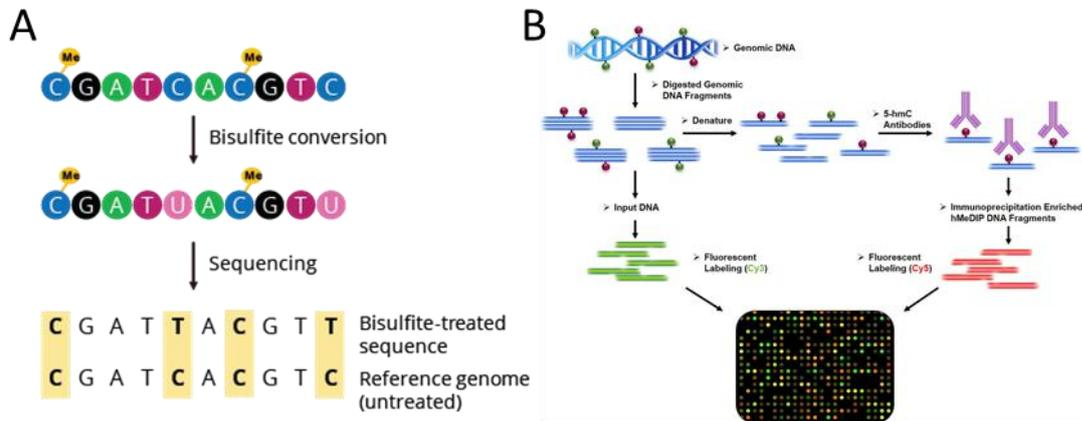 A
Me Me
C G A T C A C G T C
Bisulfite conversion
Me Me
C G A T U A C G T U
Sequencing
C G A T T A C G T T
Bisulfite-treated
sequence
C G A T C A C G T C
Reference genome
(untreated)
B
➢ Genomic DNA
➢ Digested Genomic
DNA Fragments
➢ Denature
➢ 5-hmC
Antibodies
➢ Input DNA
➢ Immunoprecipitation Enriched
hMeDIP DNA Fragments
➢ Fluorescent
Labeling (Cy3)
➢ Fluorescent
Labeling (Cy5)